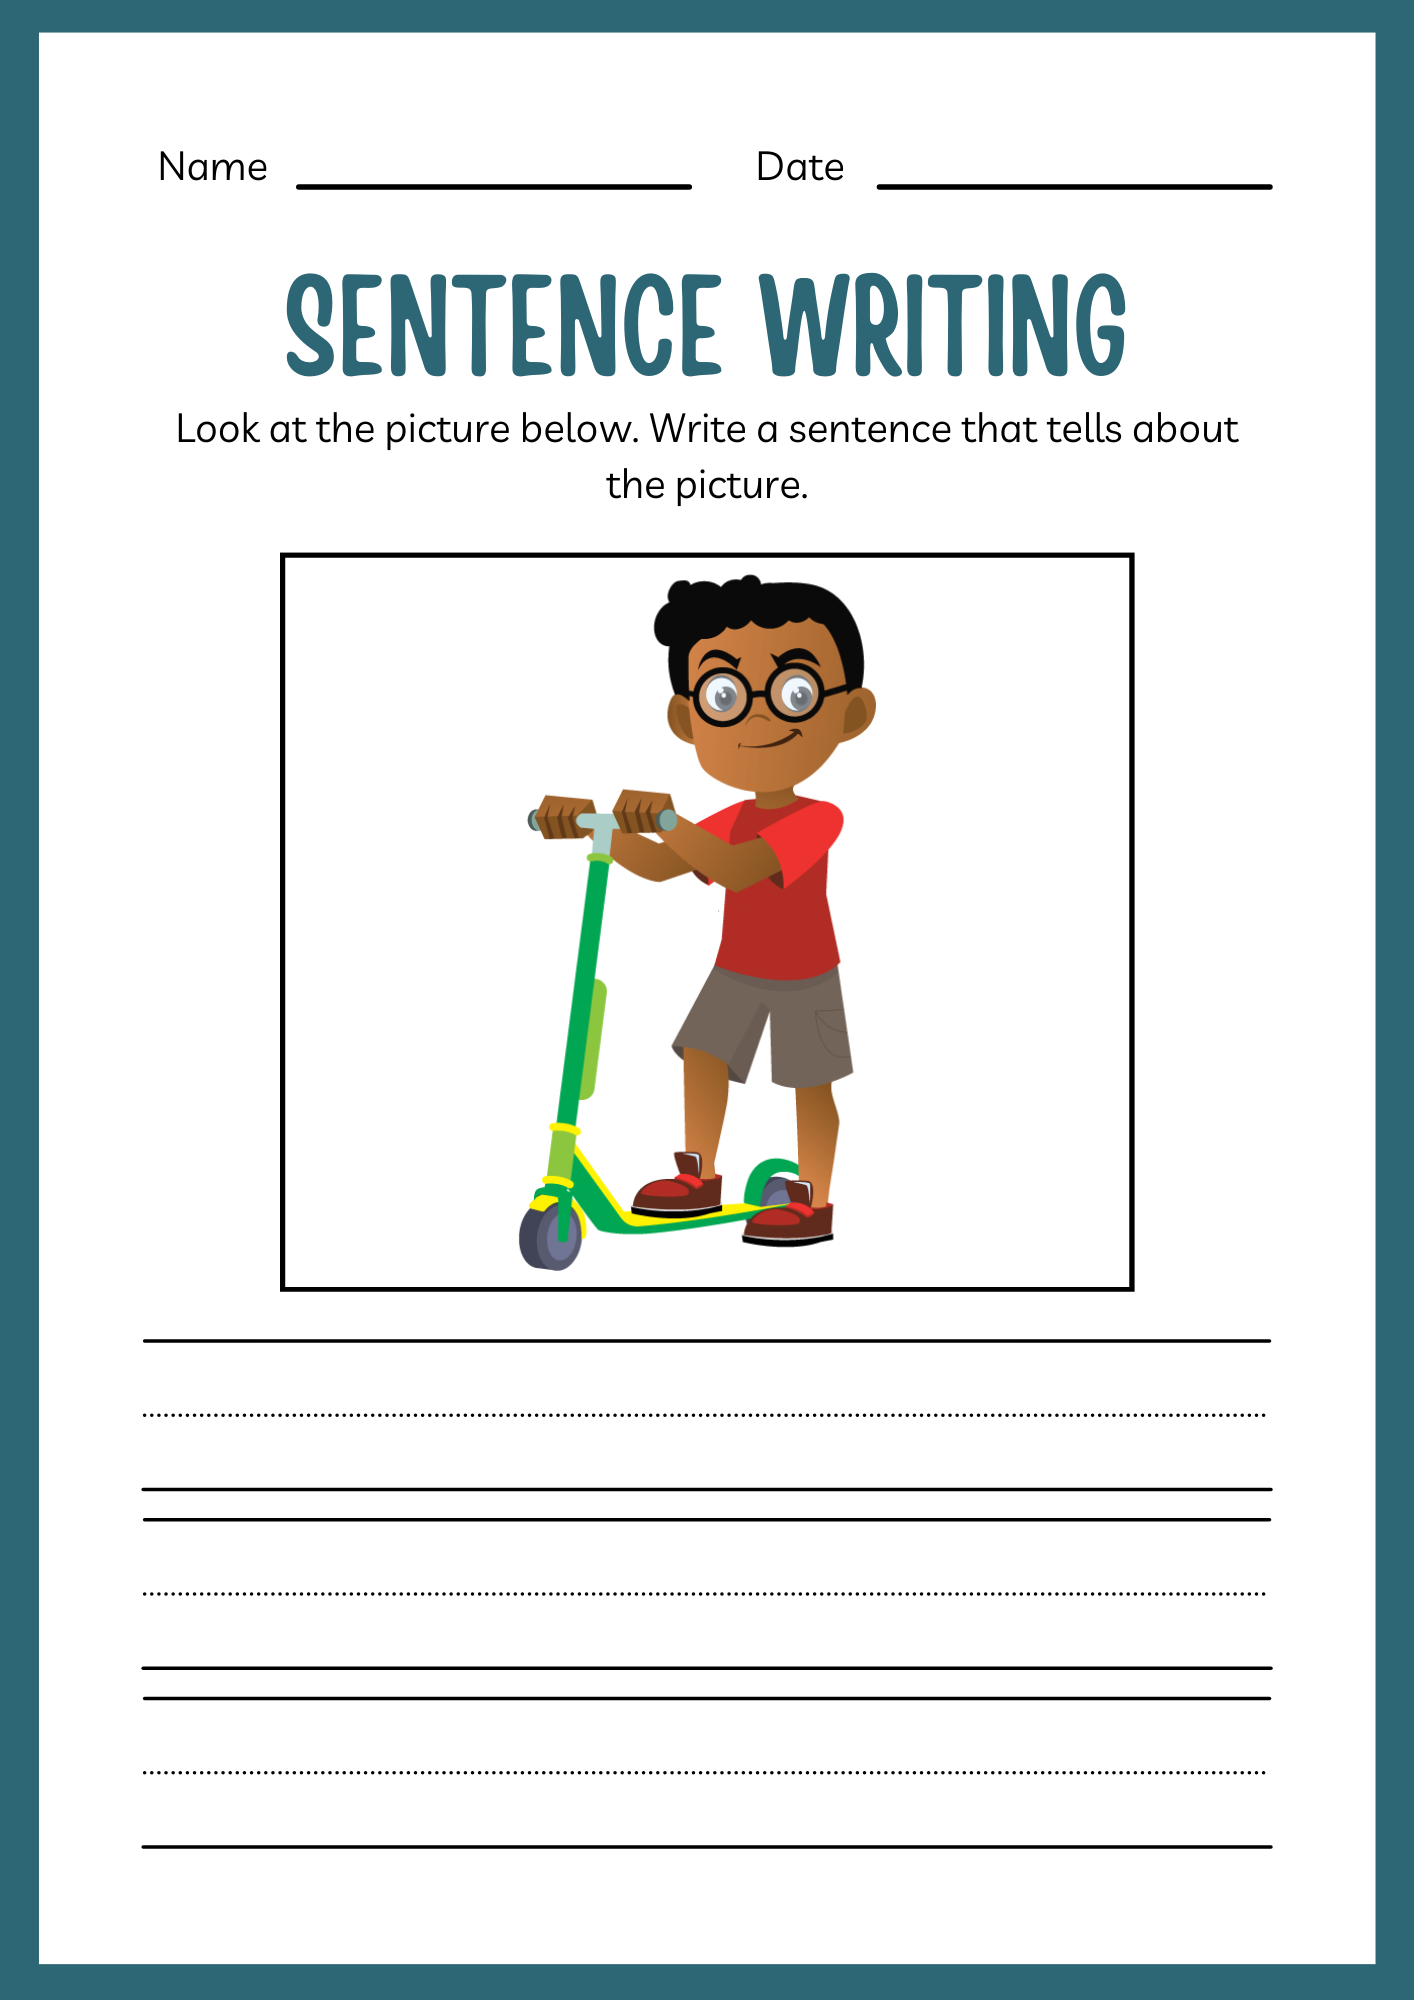 Name Date
SENTENCE WRITING
Look at the picture below. Write a sentence that tells about
the picture.